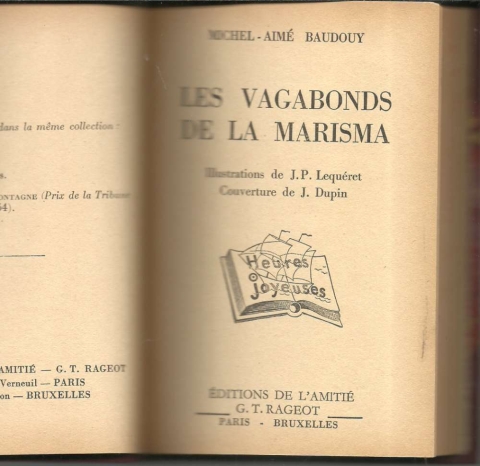 dans la même collection :
s.
ONTAGNE (Prix de la Tribune
54).
AMITIÉ — G. T. RAGEOT
Verneuil — PARIS
on — BRUXELLES
MICHEL - AIMÉ BAUDOUY
LES VAGABONDS
DE LA MARISMA
Illustrations de J.P. Lequéret
Couverture de J. Dupin
Heures
Joyeuses
ÉDITIONS DE L'AMITIÉ
G. T. RAGEOT
PARIS - BRUXELLES